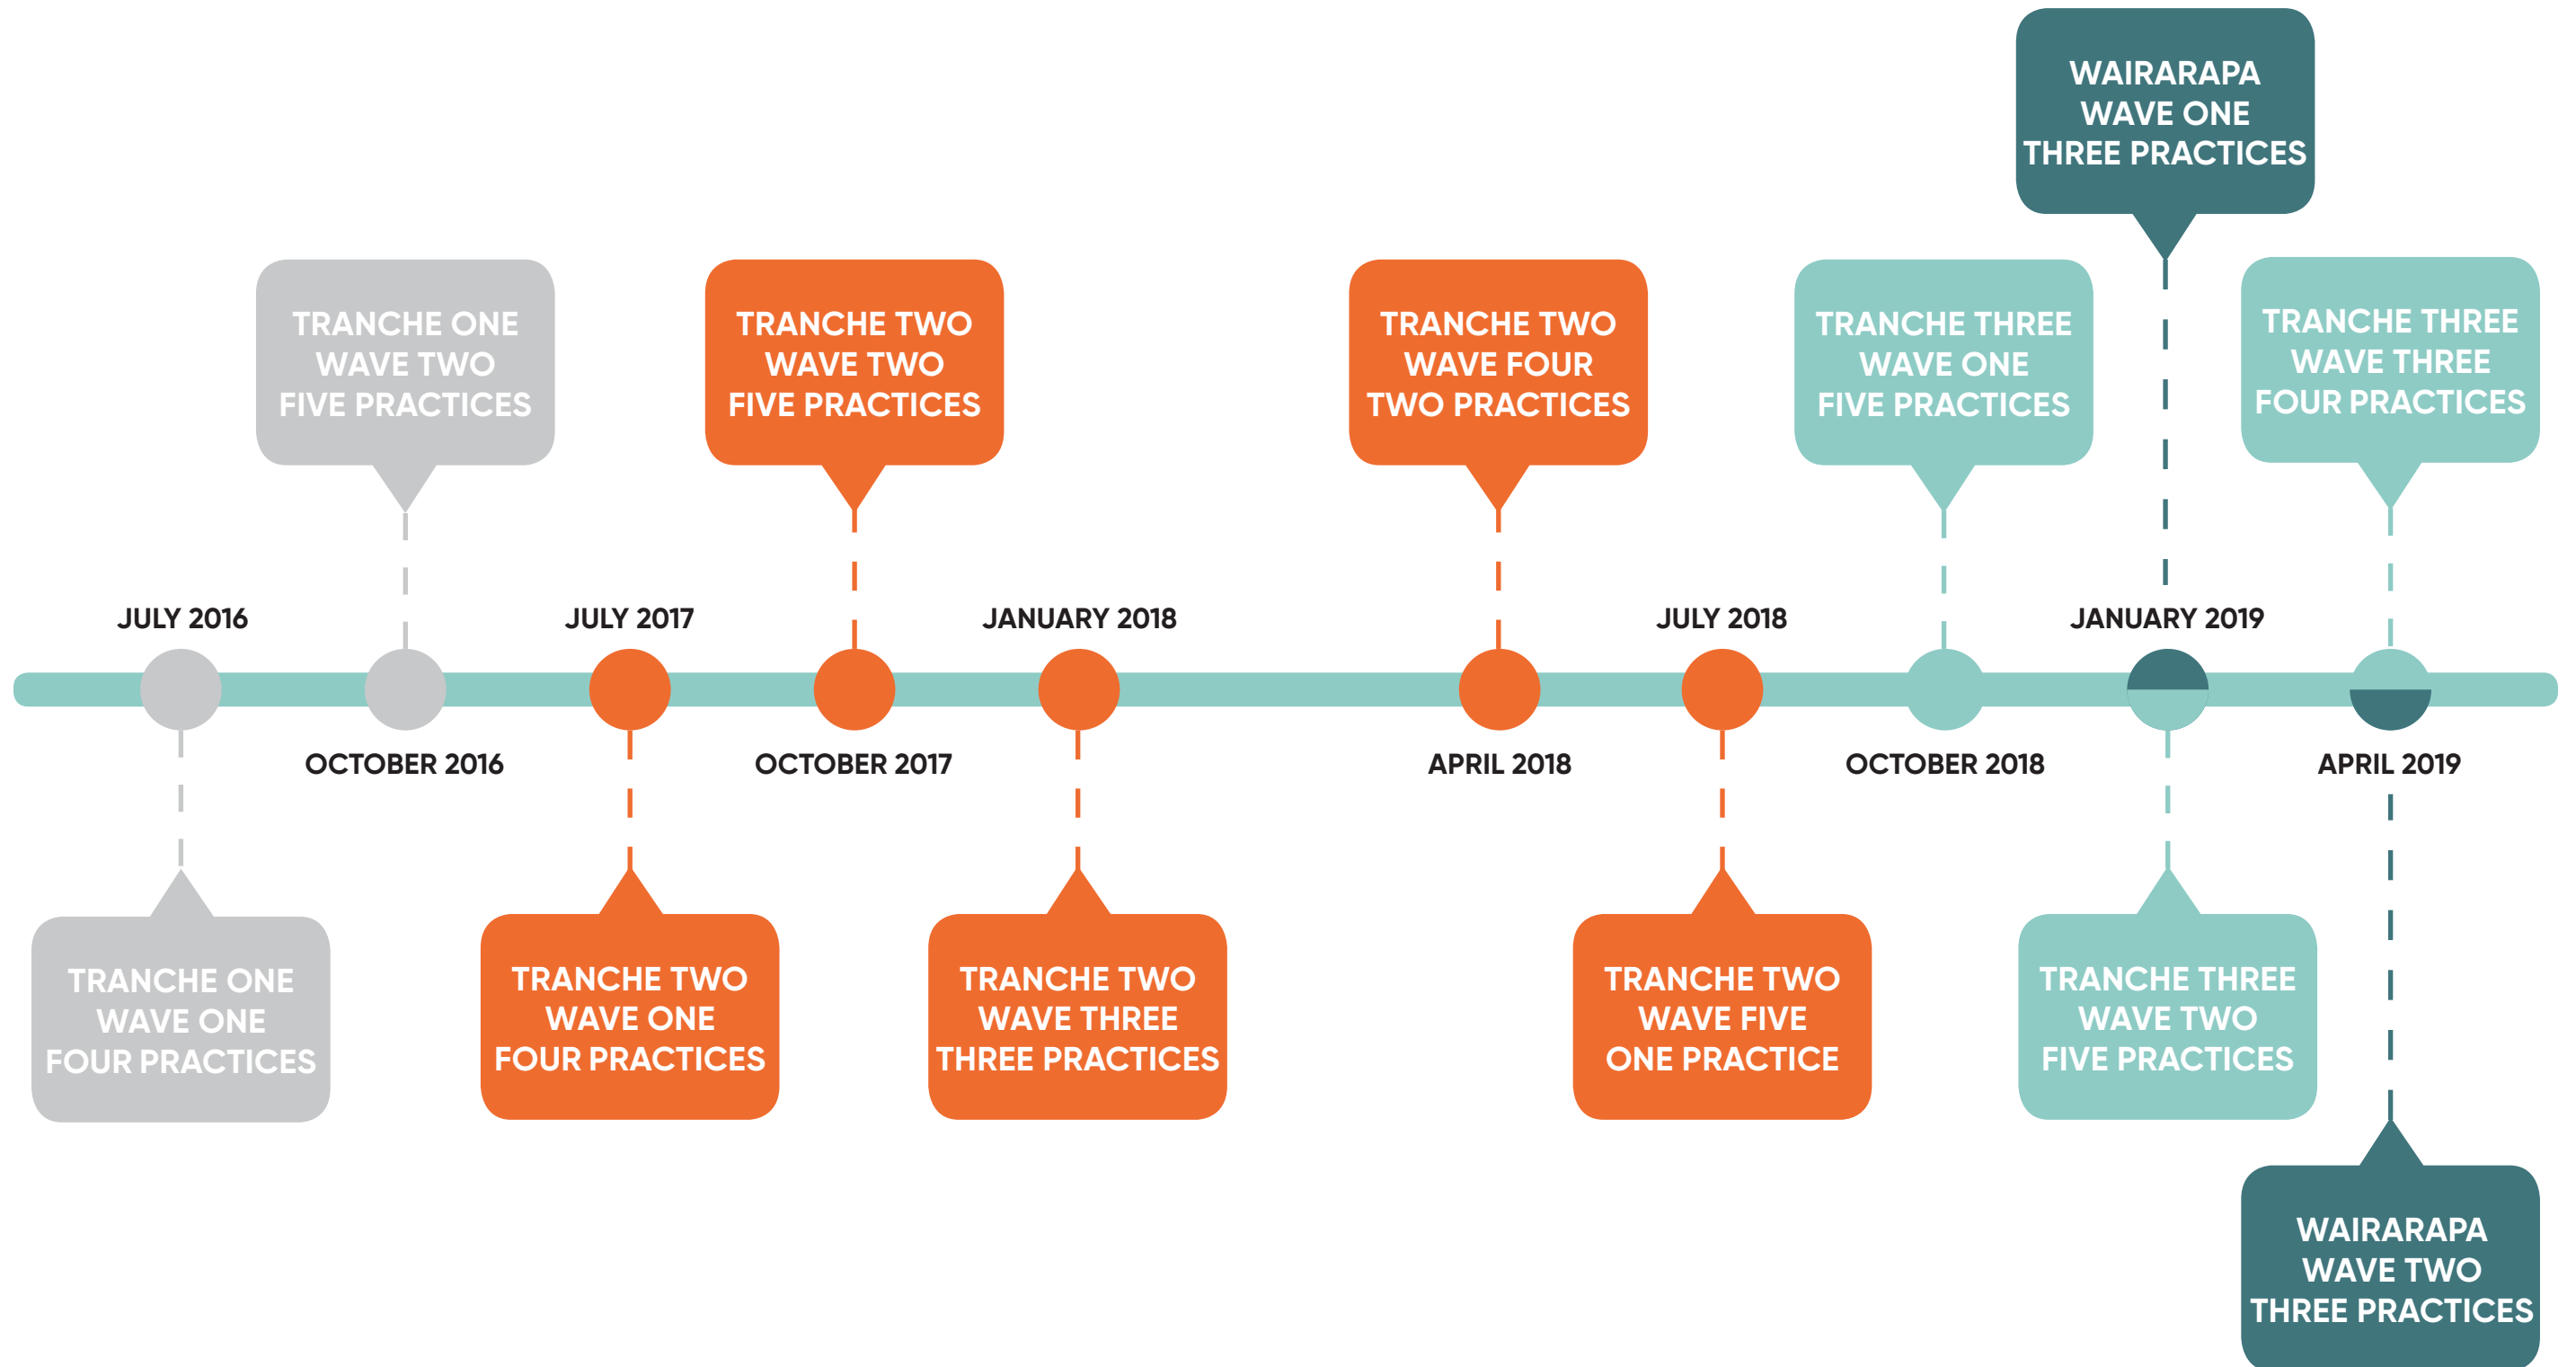 WAIRARAPA
WAVE ONE
THREE PRACTICES
TRANCHE ONE
WAVE TWO
FIVE PRACTICES
TRANCHE TWO
WAVE TWO
FIVE PRACTICES
TRANCHE TWO
WAVE FOUR
TWO PRACTICES
TRANCHE THREE
WAVE ONE
FIVE PRACTICES
TRANCHE THREE
WAVE THREE
FOUR PRACTICES
JULY 2016
JULY 2017
JANUARY 2018
JULY 2018
JANUARY 2019
OCTOBER 2016
OCTOBER 2017
APRIL 2018
OCTOBER 2018
APRIL 2019
TRANCHE ONE
WAVE ONE
FOUR PRACTICES
TRANCHE TWO
WAVE ONE
FOUR PRACTICES
TRANCHE TWO
WAVE THREE
THREE PRACTICES
TRANCHE TWO
WAVE FIVE
ONE PRACTICE
TRANCHE THREE
WAVE TWO
FIVE PRACTICES
WAIRARAPA
WAVE TWO
THREE PRACTICES